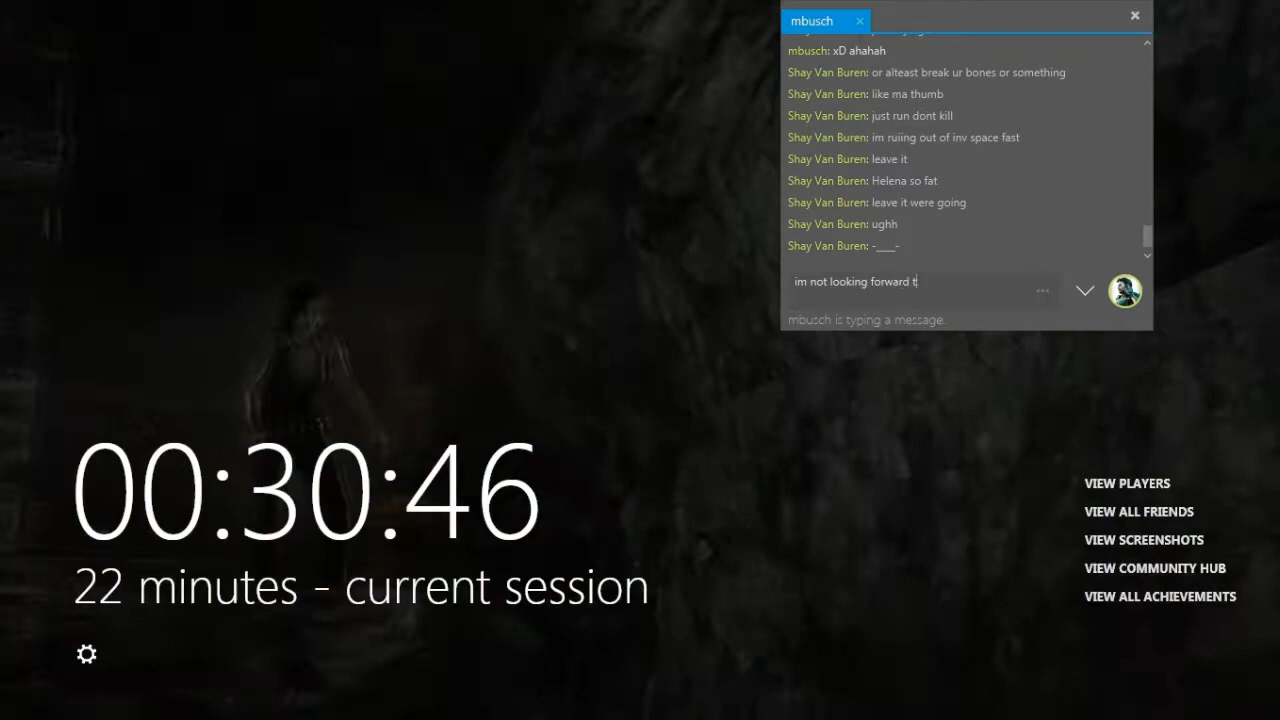 mbusch
mbusch: xD ahahah
Shay Van Buren: or alteast break ur bones or something
Shay Van Buren: like ma thumb
Shay Van Buren: just run dont kill
Shay Van Buren: im ruiing out of inv space fast
Shay Van Buren: leave it
Shay Van Buren: Helena so fat
Shay Van Buren: leave it were going
Shay Van Buren: ughh
Shay Van Buren: -____-
im not looking forward t
mbusch is typing a message.
00:30:46
22 minutes - current session
VIEW PLAYERS
VIEW ALL FRIENDS
VIEW SCREENSHOTS
VIEW COMMUNITY HUB
VIEW ALL ACHIEVEMENTS